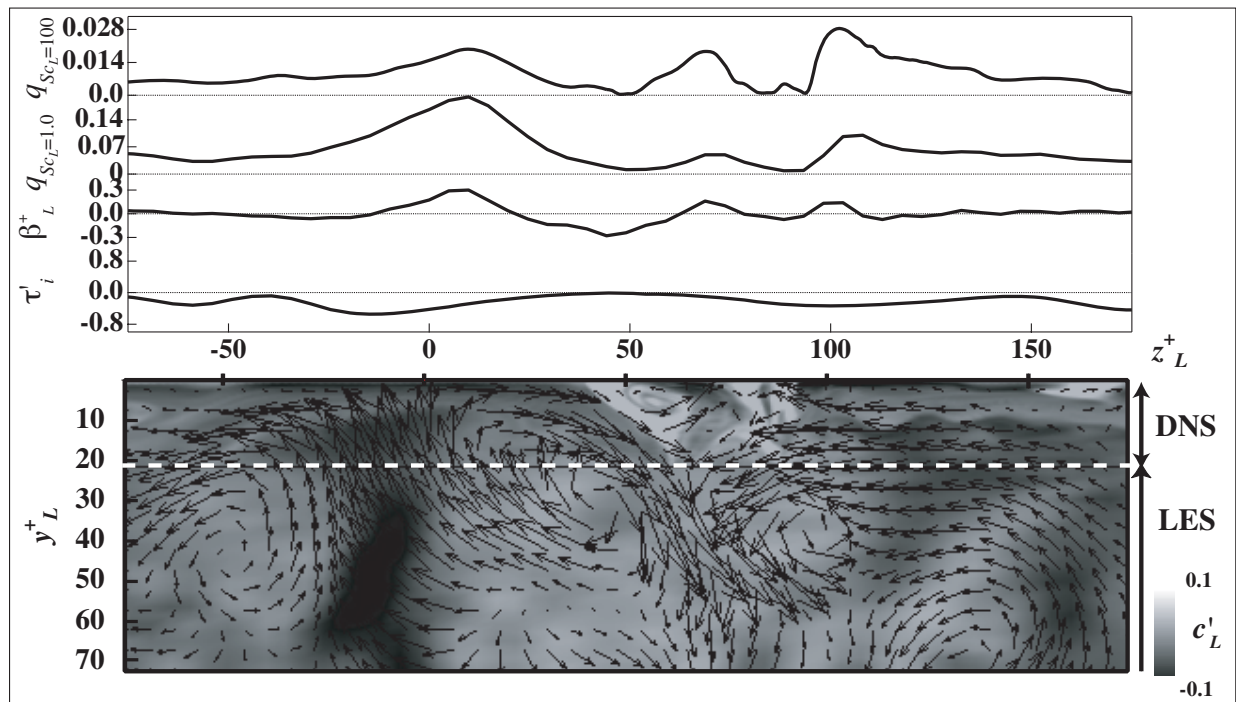 q_{Sc_L=100} 0.028
0.014
0.0
q_{Sc_L=1.0} 0.14
0.07
0
β^+_L 0.3
0.0
-0.3
τ'_i 0.8
0.0
-0.8
-50 0 50 100 150 z^+_L
y^+_L
10
20
30
40
50
60
70
DNS
LES
0.1
c'_L
-0.1